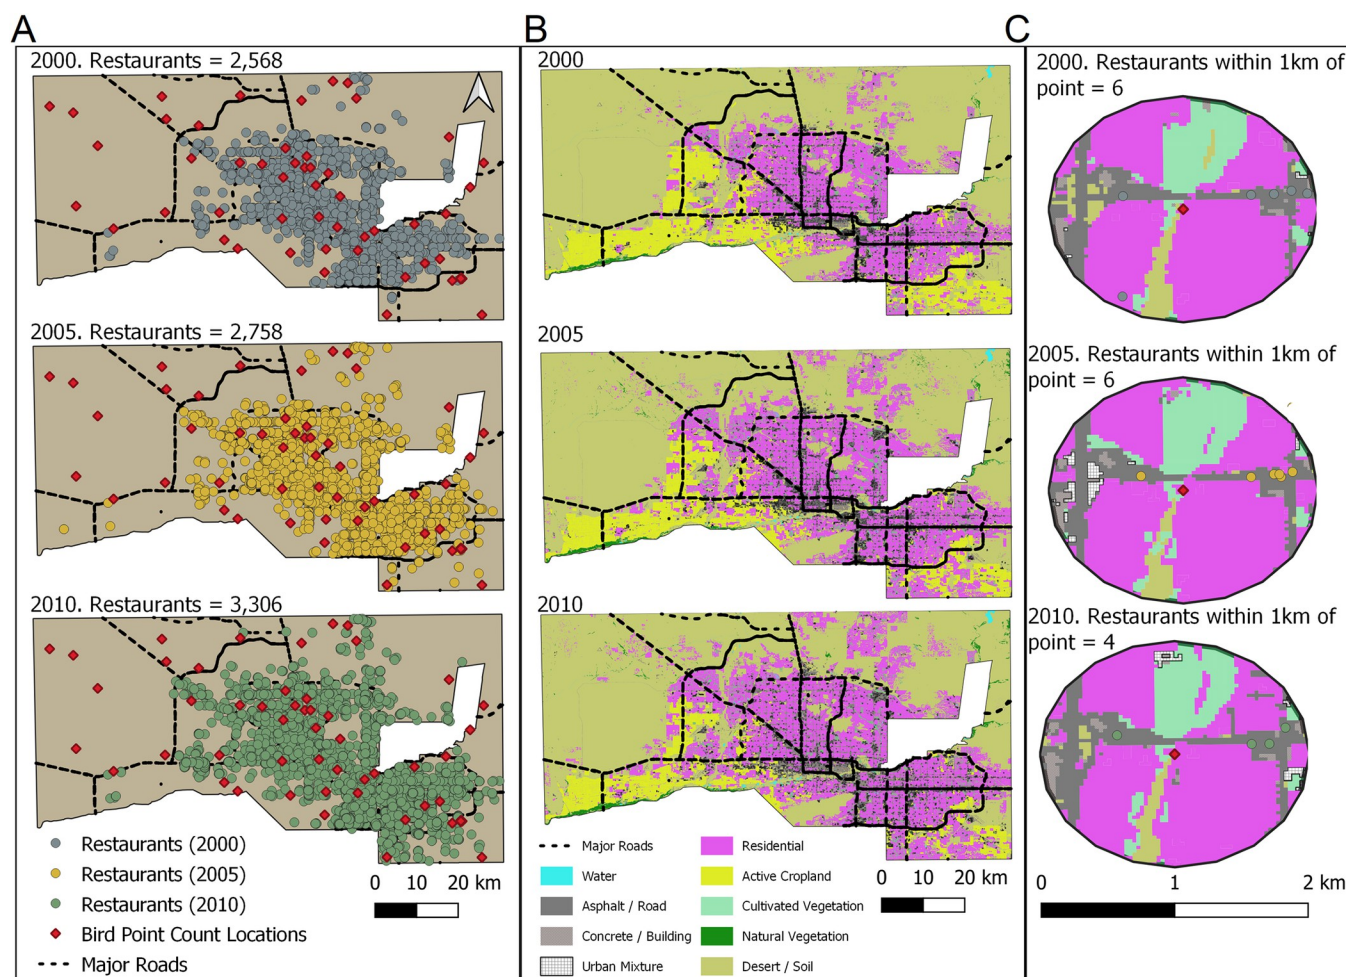 A
2000. Restaurants = 2,568
2005. Restaurants = 2,758
2010. Restaurants = 3,306
Restaurants (2000)
Restaurants (2005)
Restaurants (2010)
Bird Point Count Locations
Major Roads
0 10 20 km
B
2000
2005
2010
Major Roads
Water
Asphalt / Road
Concrete / Building
Urban Mixture
Residential
Active Cropland
Cultivated Vegetation
Natural Vegetation
Desert / Soil
0 10 20 km
C
2000. Restaurants within 1km of
point = 6
2005. Restaurants within 1km of
point = 6
2010. Restaurants within 1km of
point = 4
0 1 2 km